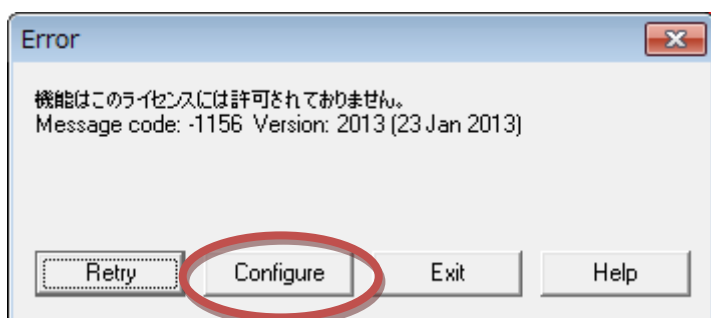 Error
機能はこのライセンスには許可されておりません。
Message code: -1156 Version: 2013 (23 Jan 2013)
Retry Configure Exit Help